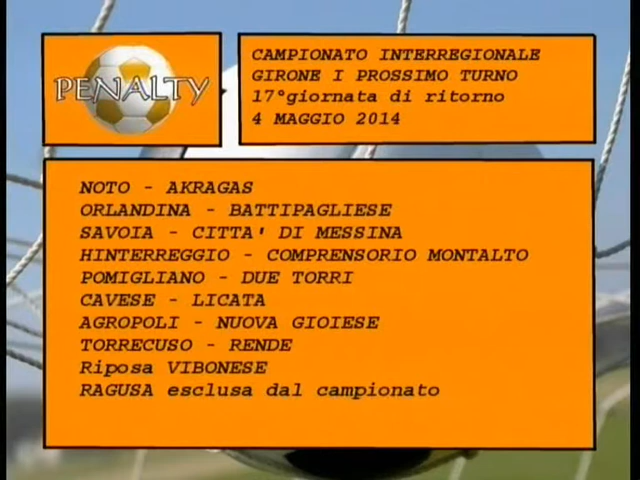 PENALTY
CAMPIONATO INTERREGIONALE
GIRONE I PROSSIMO TURNO
17°giornata di ritorno
4 MAGGIO 2014
NOTO - AKRAGAS
ORLANDINA - BATTIPAGLIESE
SAVOIA - CITTA' DI MESSINA
HINTERREGGIO - COMPRENSORIO MONTALTO
POMIGLIANO - DUE TORRI
CAVESE - LICATA
AGROPOLI - NUOVA GIOIESE
TORRECUSO - RENDE
Riposa VIBONESE
RAGUSA esclusa dal campionato